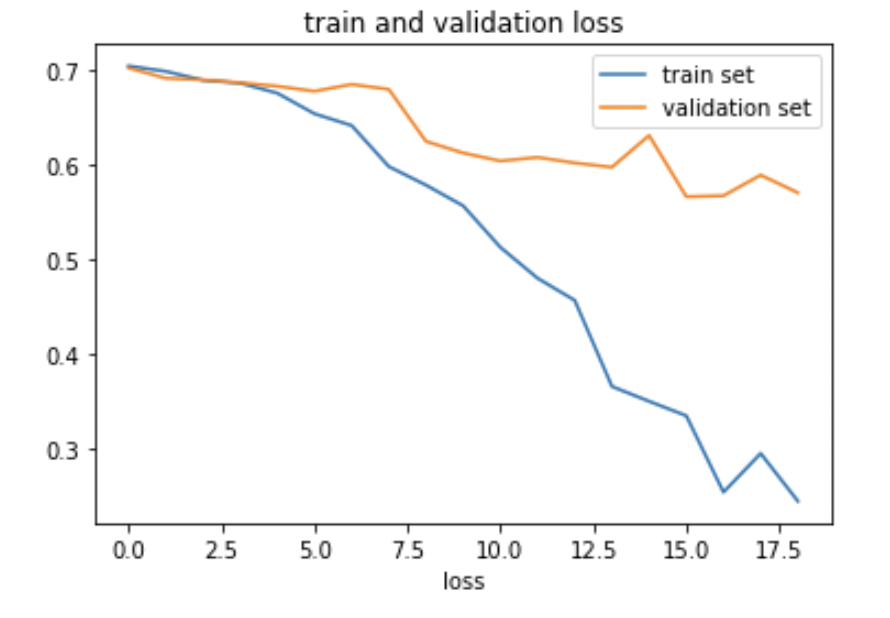 train and validation loss
train set
validation set
0.7
0.6
0.5
0.4
0.3
0.0 2.5 5.0 7.5 10.0 12.5 15.0 17.5
loss